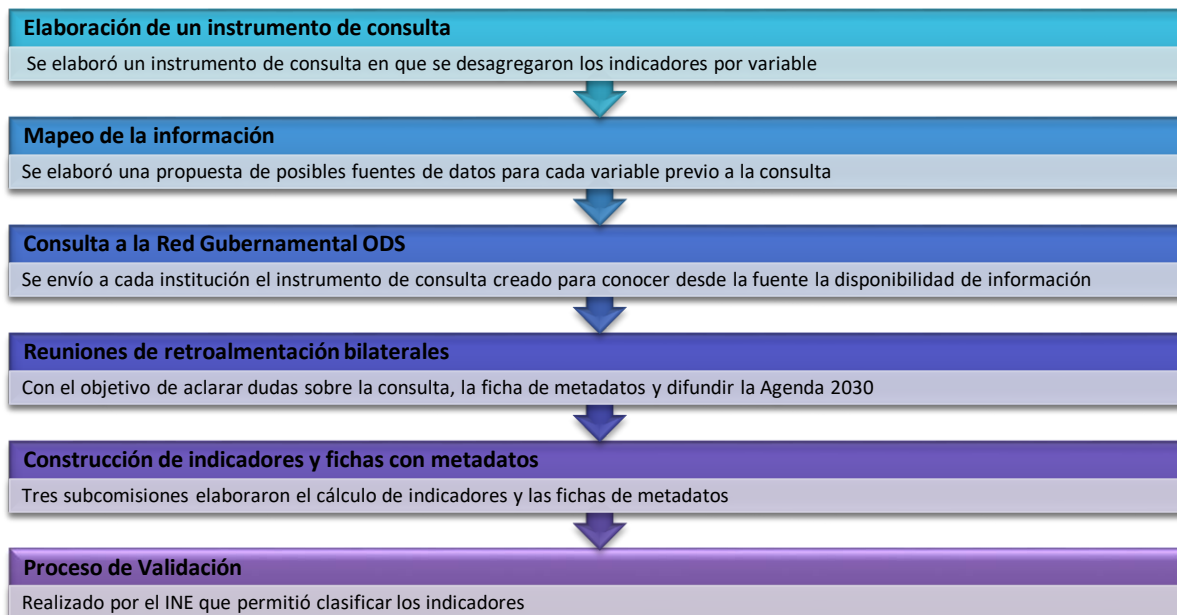 Elaboración de un instrumento de consulta
Se elaboró un instrumento de consulta en que se desagregaron los indicadores por variable
Mapeo de la información
Se elaboró una propuesta de posibles fuentes de datos para cada variable previo a la consulta
Consulta a la Red Gubernamental ODS
Se envío a cada institución el instrumento de consulta creado para conocer desde la fuente la disponibilidad de información
Reuniones de retroalmentación bilaterales
Con el objetivo de aclarar dudas sobre la consulta, la ficha de metadatos y difundir la Agenda 2030
Construcción de indicadores y fichas con metadatos
Tres subcomisiones elaboraron el cálculo de indicadores y las fichas de metadatos
Proceso de Validación
Realizado por el INE que permitió clasificar los indicadores